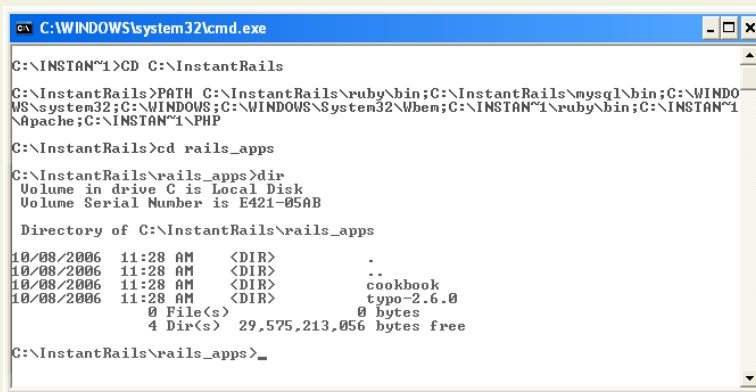 C:\WINDOWS\system32\cmd.exe
C:\INSTAN~1>CD C:\InstantRails
C:\InstantRails>PATH C:\InstantRails\ruby\bin;C:\InstantRails\mysql\bin;C:\WINDO
WS\system32;C:\WINDOWS;C:\WINDOWS\System32\Wbem;C:\INSTAN~1\ruby\bin;C:\INSTAN~1
\Apache;C:\INSTAN~1\PHP
C:\InstantRails>cd rails_apps
C:\InstantRails\rails_apps>dir
Volume in drive C is Local Disk
Volume Serial Number is E421-05AB
Directory of C:\InstantRails\rails_apps
10/08/2006 11:28 AM <DIR> .
10/08/2006 11:28 AM <DIR> ..
10/08/2006 11:28 AM <DIR> cookbook
10/08/2006 11:28 AM <DIR> typo-2.6.0
0 File(s) 0 bytes
4 Dir(s) 29,575,213,056 bytes free
C:\InstantRails\rails_apps>_